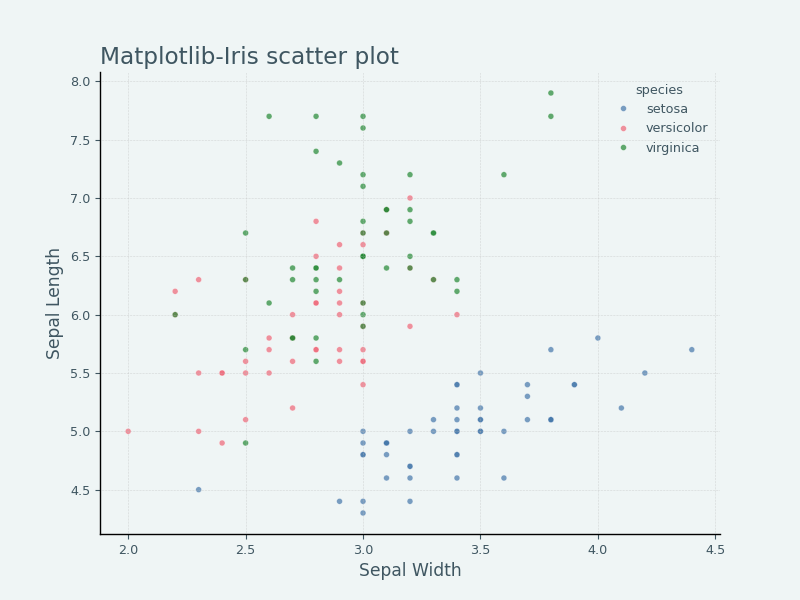 Matplotlib-Iris scatter plot
species
setosa
versicolor
virginica
8.0
7.5
7.0
6.5
6.0
5.5
5.0
4.5
Sepal Length
2.0 2.5 3.0 3.5 4.0 4.5
Sepal Width